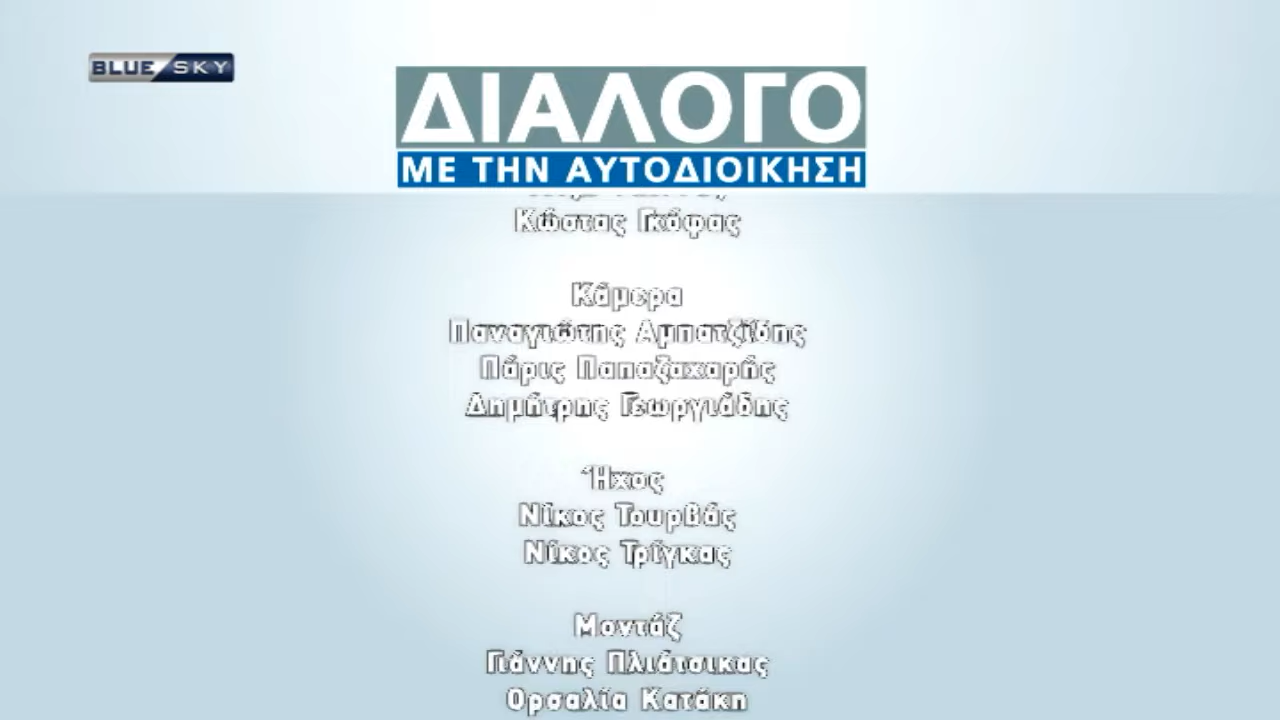 BLUE SKY
ΔΙΑΛΟΓΟ
ΜΕ ΤΗΝ ΑΥΤΟΔΙΟΙΚΗΣΗ
Κώστας Γκάφας
Κάμερα
Παναγιώτης Αμπατζίδης
Πάρις Παπαζαχαρής
Δημήτρης Γεωργιάδης
Ήχος
Νίκος Τουρβάς
Νίκος Τρίγκας
Μοντάζ
Γιάννης Πλιάτσικας
Ορσαλία Κατάκη